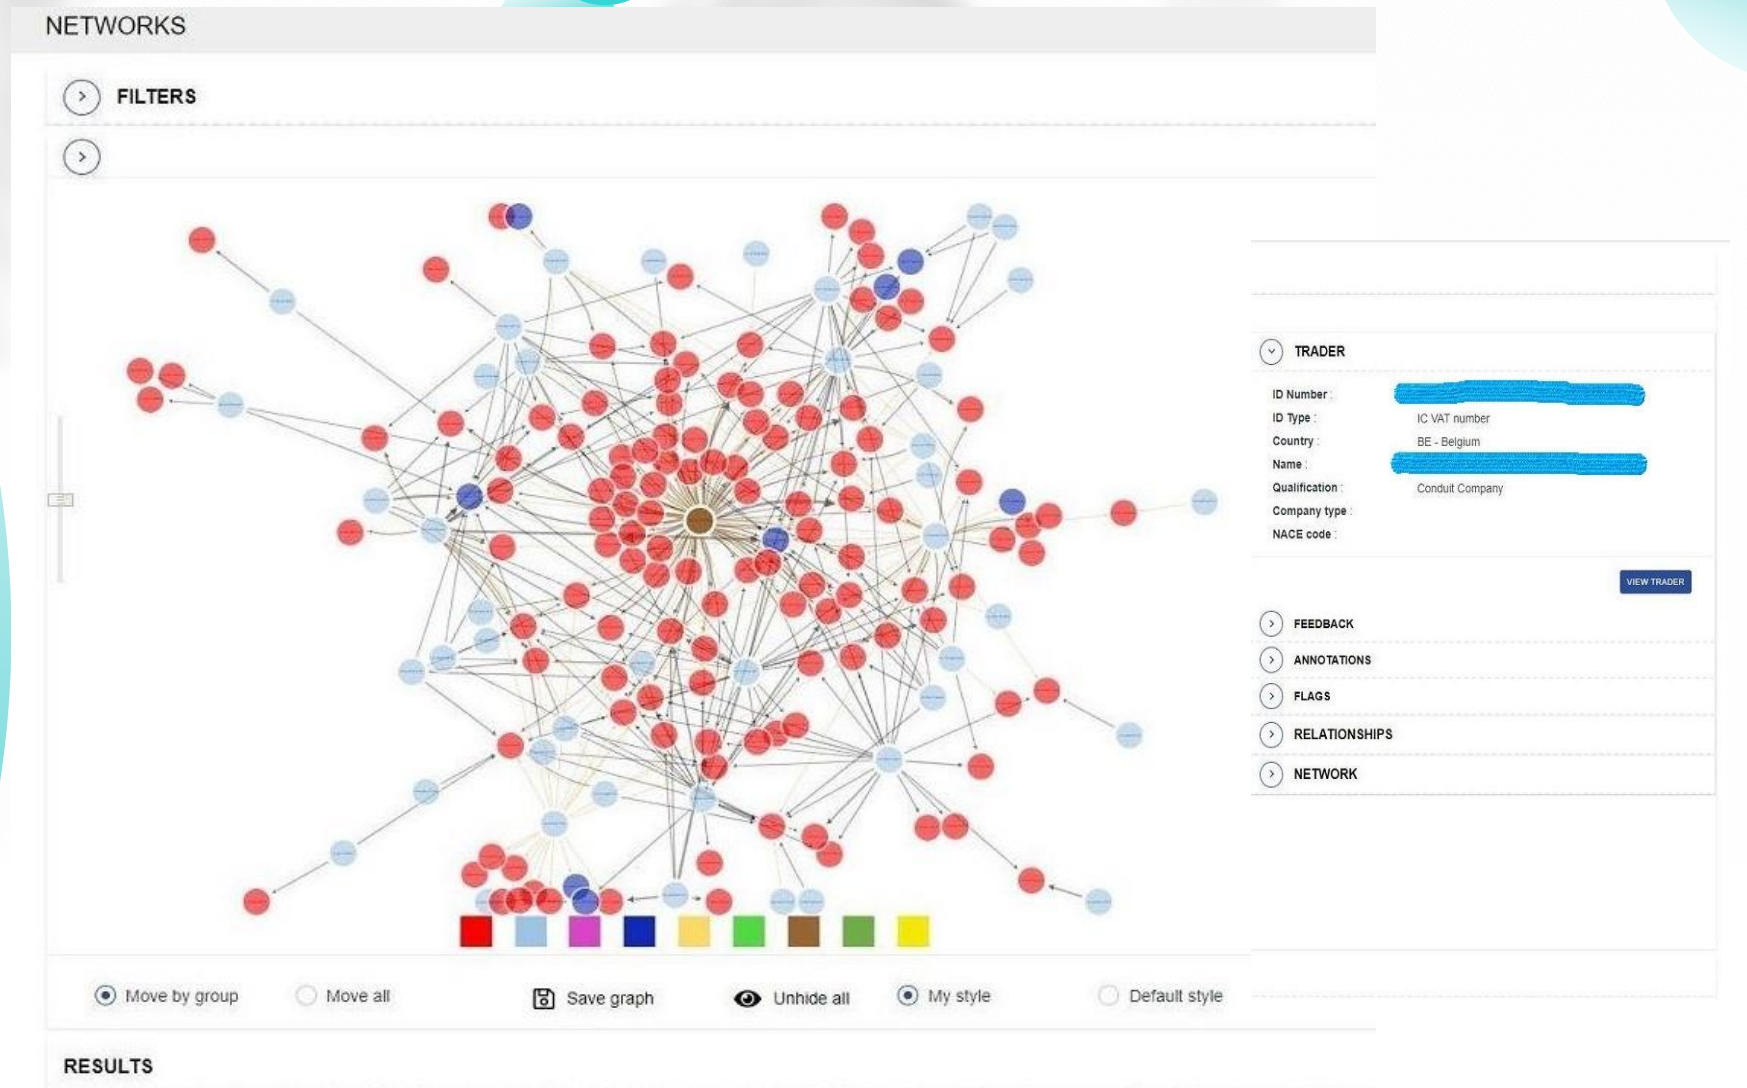 NETWORKS
FILTERS
TRADER
ID Number :
ID Type : IC VAT number
Country : BE - Belgium
Name :
Qualification : Conduit Company
Company type :
NACE code :
VIEW TRADER
FEEDBACK
ANNOTATIONS
FLAGS
RELATIONSHIPS
NETWORK
Move by group
Move all
Save graph
Unhide all
My style
Default style
RESULTS